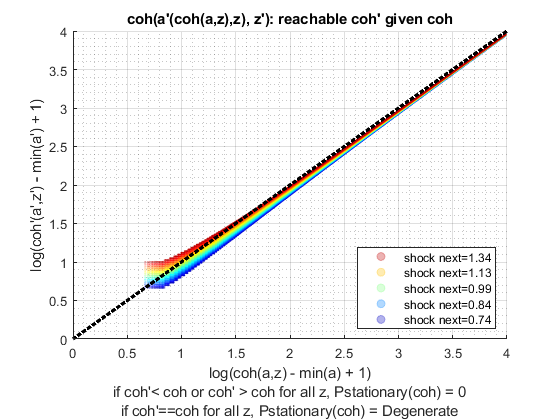 coh(a'(coh(a,z),z), z'): reachable coh' given coh
log(coh'(a',z') - min(a') + 1)
4
3.5
3
2.5
2
1.5
1
0.5
0
0 0.5 1 1.5 2 2.5 3 3.5 4
shock next=1.34
shock next=1.13
shock next=0.99
shock next=0.84
shock next=0.74
log(coh(a,z) - min(a) + 1)
if coh'< coh or coh' > coh for all z, Pstationary(coh) = 0
if coh'==coh for all z, Pstationary(coh) = Degenerate